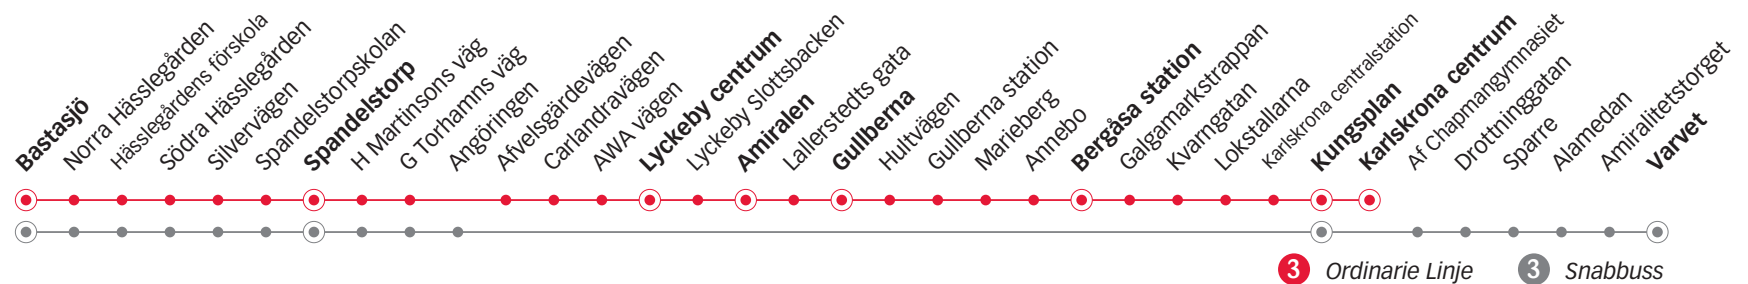 Bastasjö
Norra Hässlegården
Hässlegårdens förskola
Södra Hässlegården
Silvervägen
Spandelstorpskolan
Spandelstorp
H Martinsons väg
G Torhamns väg
Angöringen
Afvelsgärdevägen
Carlandravägen
AWA vägen
Lyckeby centrum
Lyckeby Slottsbacken
Amiralen
Lallerstedts gata
Gullberna
Hultvägen
Gullberna station
Marieberg
Annebo
Bergåsa station
Galgamarkstrappan
Kvarngatan
Lokstallarna
Karlskrona centralstation
Kungsplan
Karlskrona centrum
Af Chapmangymnasiet
Drottninggatan
Sparre
Alamedan
Amiralitetstorget
Varvet
3 Ordinarie Linje
3 Snabbuss